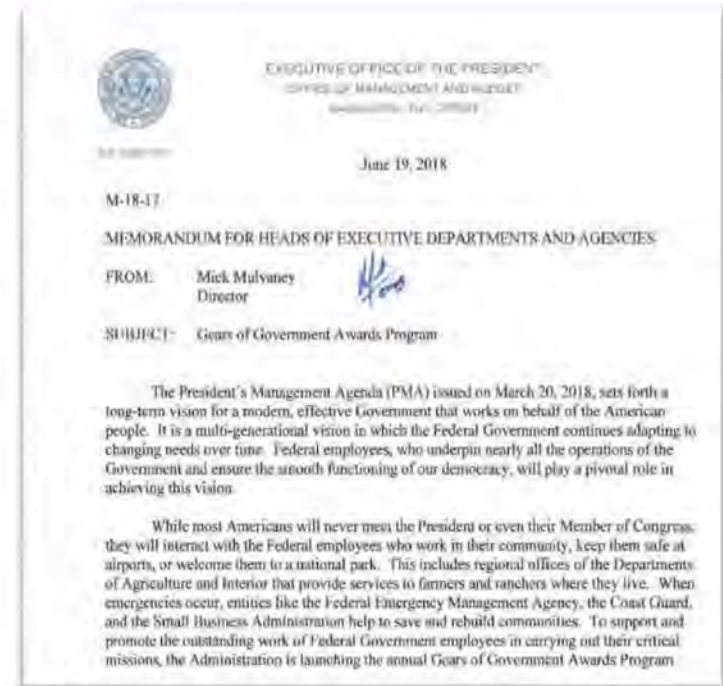 EXECUTIVE OFFICE OF THE PRESIDENT
OFFICE OF MANAGEMENT AND BUDGET
June 19, 2018
M-18-17
MEMORANDUM FOR HEADS OF EXECUTIVE DEPARTMENTS AND AGENCIES
FROM: Mick Mulvaney
Director
SUBJECT: Gears of Government Awards Program
The President's Management Agenda (PMA) issued on March 20, 2018, sets forth a
long-term vision for a modern, effective Government that works on behalf of the American
people. It is a multi-generational vision in which the Federal Government continues adapting to
changing needs over time. Federal employees, who underpin nearly all the operations of the
Government and ensure the smooth functioning of our democracy, will play a pivotal role in
achieving this vision.
While most Americans will never meet the President or even their Member of Congress,
they will interact with the Federal employees who work in their community, keep them safe at
airports, or welcome them to a national park. This includes regional offices of the Departments
of Agriculture and Interior that provide services to farmers and ranchers where they live. When
emergencies occur, entities like the Federal Emergency Management Agency, the Coast Guard,
and the Small Business Administration help to save and rebuild communities. To support and
promote the outstanding work of Federal Government employees in carrying out their critical
missions, the Administration is launching the annual Gears of Government Awards Program